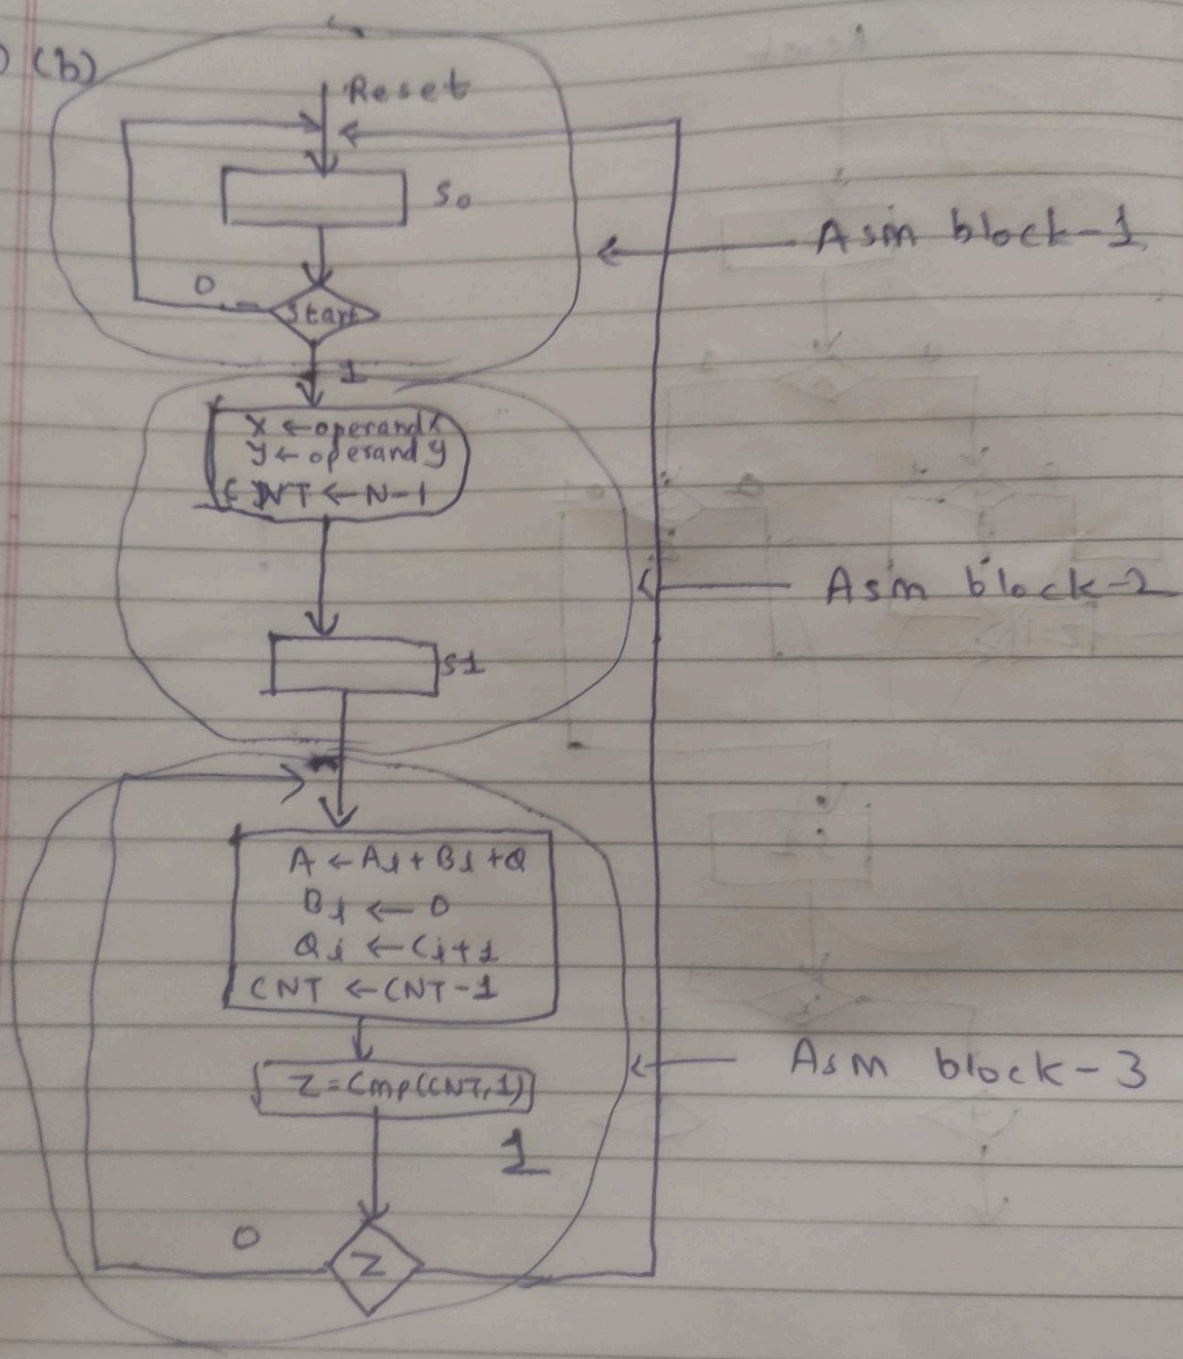 (b)
Reset
S0
0
Start
Asm block-1
1
X ← operand X
Y ← operand y
CNT ← N-1
Asm block-2
S1
A ← A1 + B1 + Q
B1 ← 0
Qi ← Ci+1
CNT ← CNT-1
Z = Cmp(CNT,1)
Asm block-3
1
0
Z